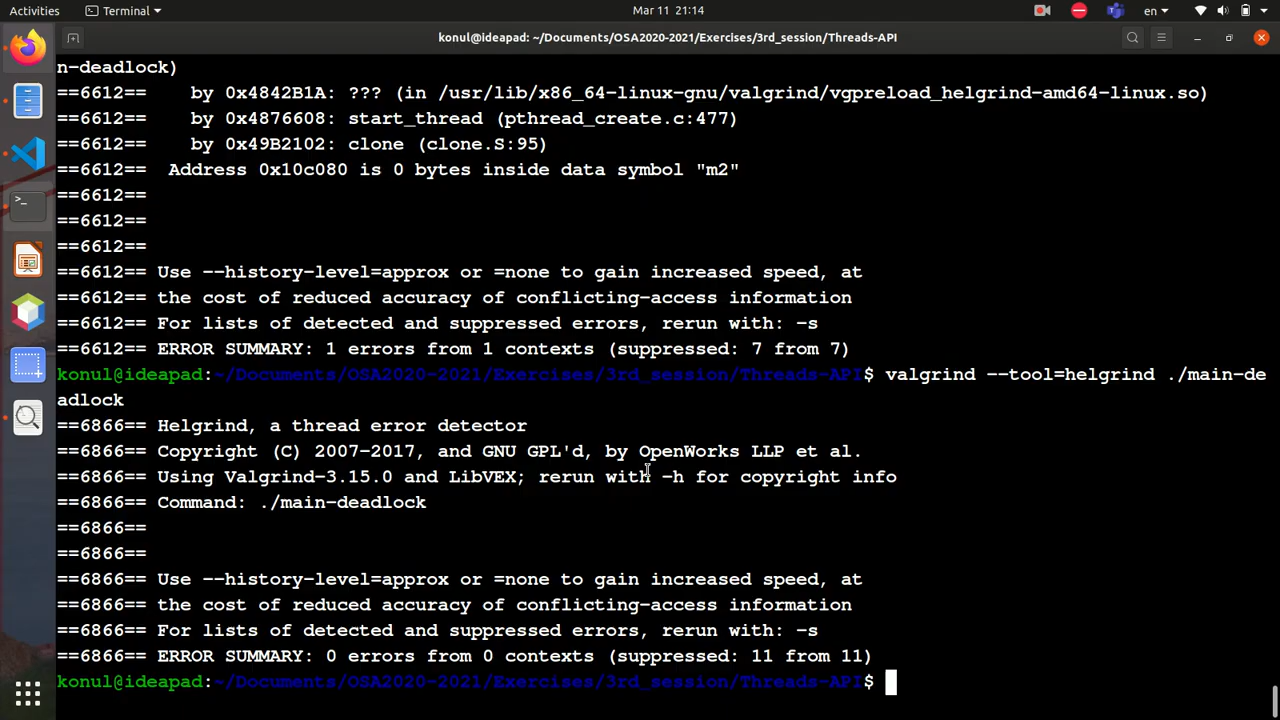 Activities
Terminal
Mar 11 21:14
en
konul@ideapad: ~/Documents/OSA2020-2021/Exercises/3rd_session/Threads-API
n-deadlock)
==6612==    by 0x4842B1A: ??? (in /usr/lib/x86_64-linux-gnu/valgrind/vgpreload_helgrind-amd64-linux.so)
==6612==    by 0x4876608: start_thread (pthread_create.c:477)
==6612==    by 0x49B2102: clone (clone.S:95)
==6612==  Address 0x10c080 is 0 bytes inside data symbol "m2"
==6612==
==6612==
==6612==
==6612== Use --history-level=approx or =none to gain increased speed, at
==6612== the cost of reduced accuracy of conflicting-access information
==6612== For lists of detected and suppressed errors, rerun with: -s
==6612== ERROR SUMMARY: 1 errors from 1 contexts (suppressed: 7 from 7)
konul@ideapad:~/Documents/OSA2020-2021/Exercises/3rd_session/Threads-API$ valgrind --tool=helgrind ./main-de
adlock
==6866== Helgrind, a thread error detector
==6866== Copyright (C) 2007-2017, and GNU GPL'd, by OpenWorks LLP et al.
==6866== Using Valgrind-3.15.0 and LibVEX; rerun with -h for copyright info
==6866== Command: ./main-deadlock
==6866==
==6866==
==6866== Use --history-level=approx or =none to gain increased speed, at
==6866== the cost of reduced accuracy of conflicting-access information
==6866== For lists of detected and suppressed errors, rerun with: -s
==6866== ERROR SUMMARY: 0 errors from 0 contexts (suppressed: 11 from 11)
konul@ideapad:~/Documents/OSA2020-2021/Exercises/3rd_session/Threads-API$